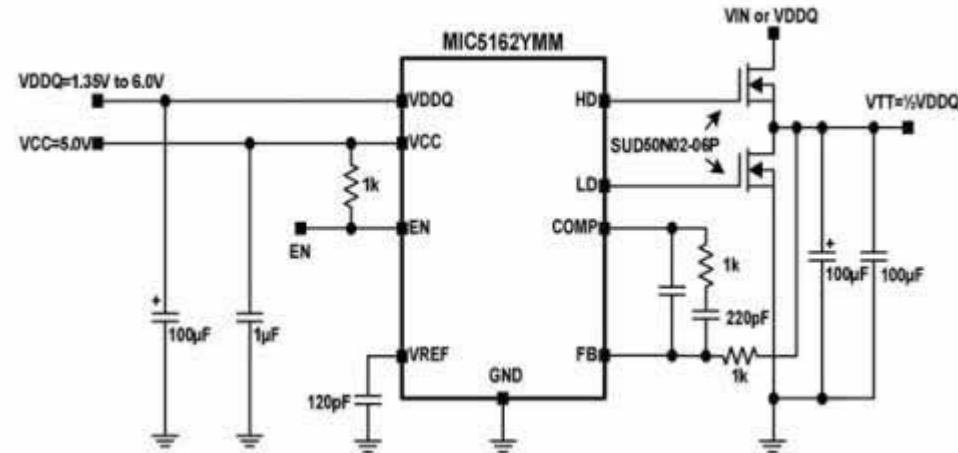 VIN or VDDQ
MIC5162YMM
VDDQ=1.35V to 6.0V
VDDQ
HD
VTT=½VDDQ
VCC=5.0V
VCC
SUD50N02-06P
1k
LD
EN
COMP
EN
1k
+
100µF
100µF
+
100µF
1µF
220pF
VREF
FB
1k
GND
120pF